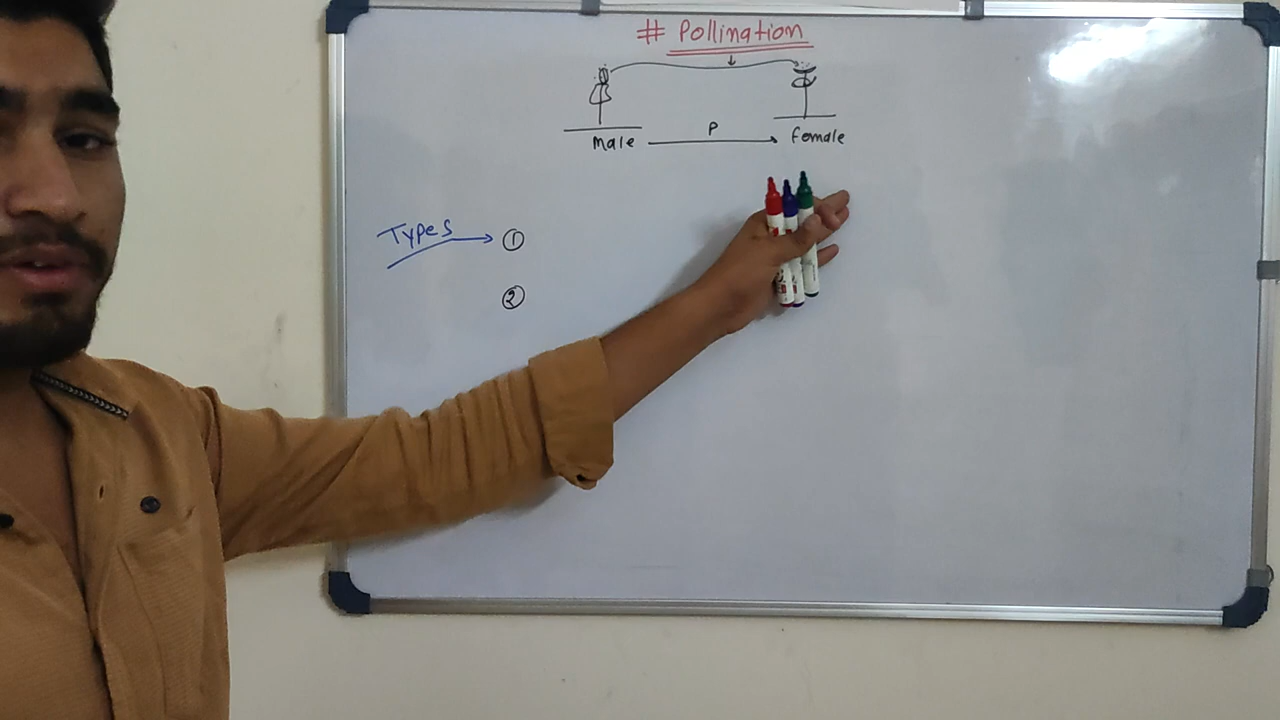 # Pollination
P
Male female
Types ①
②